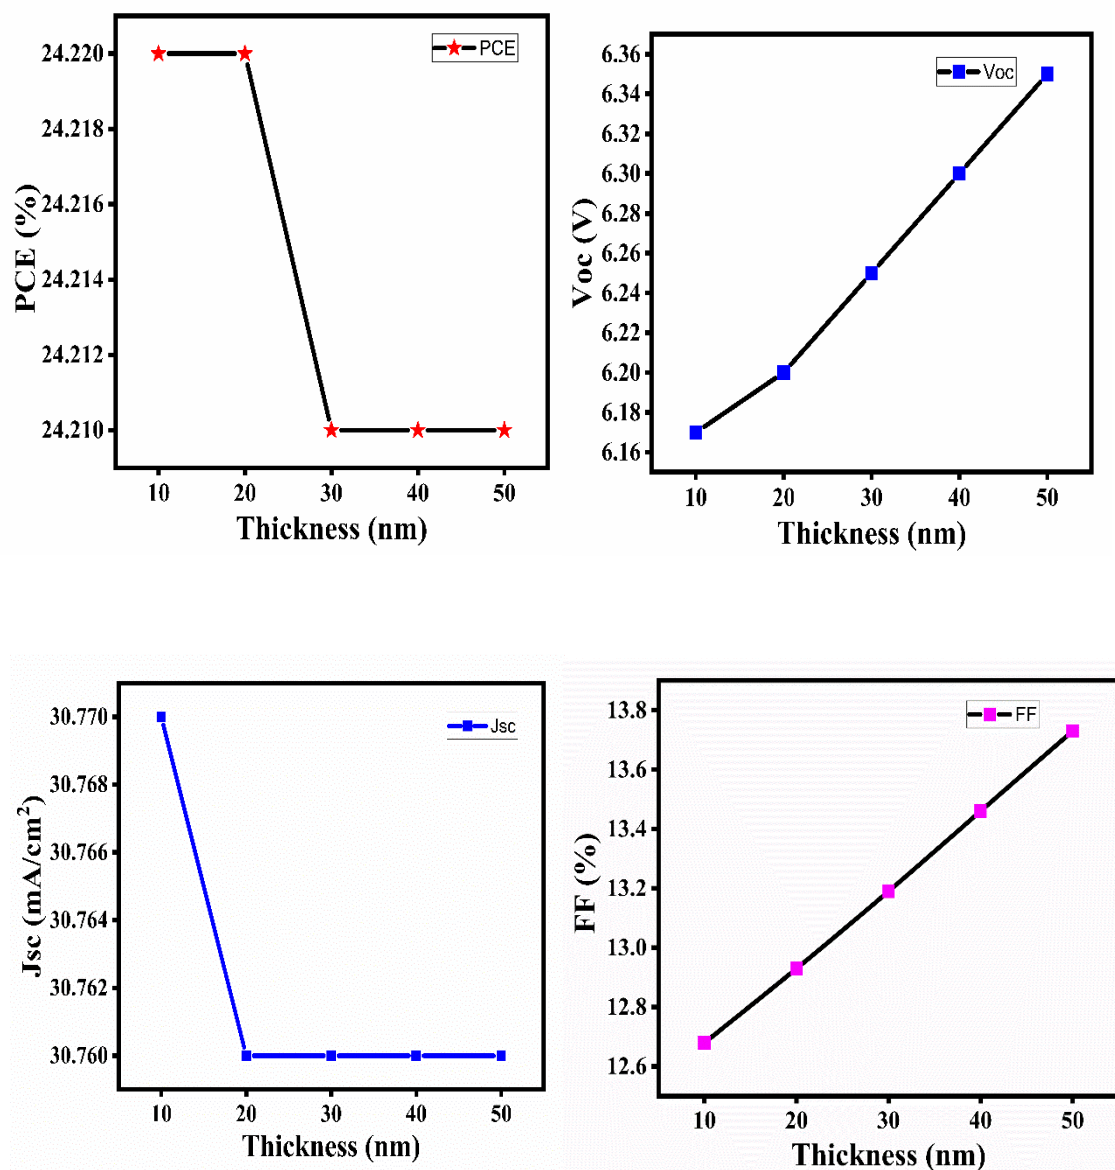 PCE
24.220
24.218
24.216
24.214
24.212
24.210
PCE (%)
10 20 30 40 50
Thickness (nm)
Voc
6.36
6.34
6.32
6.30
6.28
6.26
6.24
6.22
6.20
6.18
6.16
Voc (V)
10 20 30 40 50
Thickness (nm)
Jsc
30.770
30.768
30.766
30.764
30.762
30.760
Jsc (mA/cm²)
10 20 30 40 50
Thickness (nm)
FF
13.8
13.6
13.4
13.2
13.0
12.8
12.6
FF (%)
10 20 30 40 50
Thickness (nm)